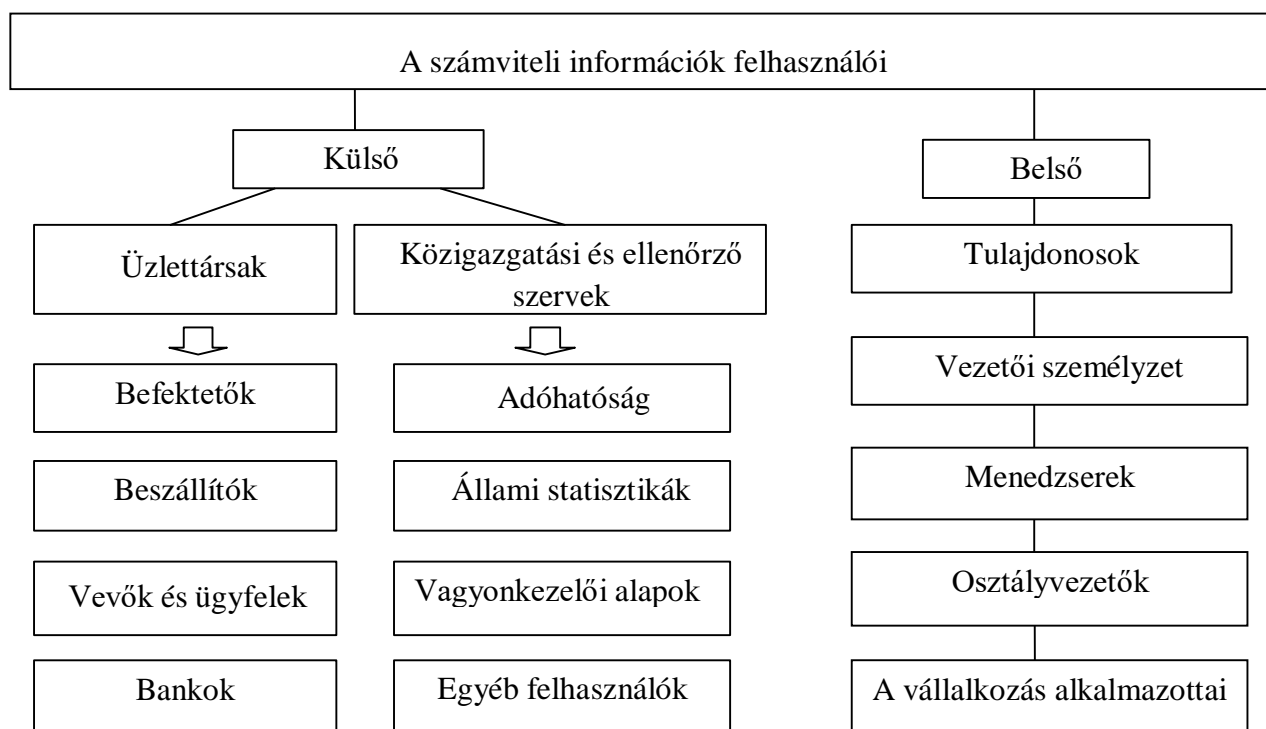 A számviteli információk felhasználói
Külső
Belső
Üzlettársak
Közigazgatási és ellenőrző
szervek
Tulajdonosok
Befektetők
Adóhatóság
Vezetői személyzet
Beszállítók
Állami statisztikák
Menedzserek
Vevők és ügyfelek
Vagyonkezelői alapok
Osztályvezetők
Bankok
Egyéb felhasználók
A vállalkozás alkalmazottai